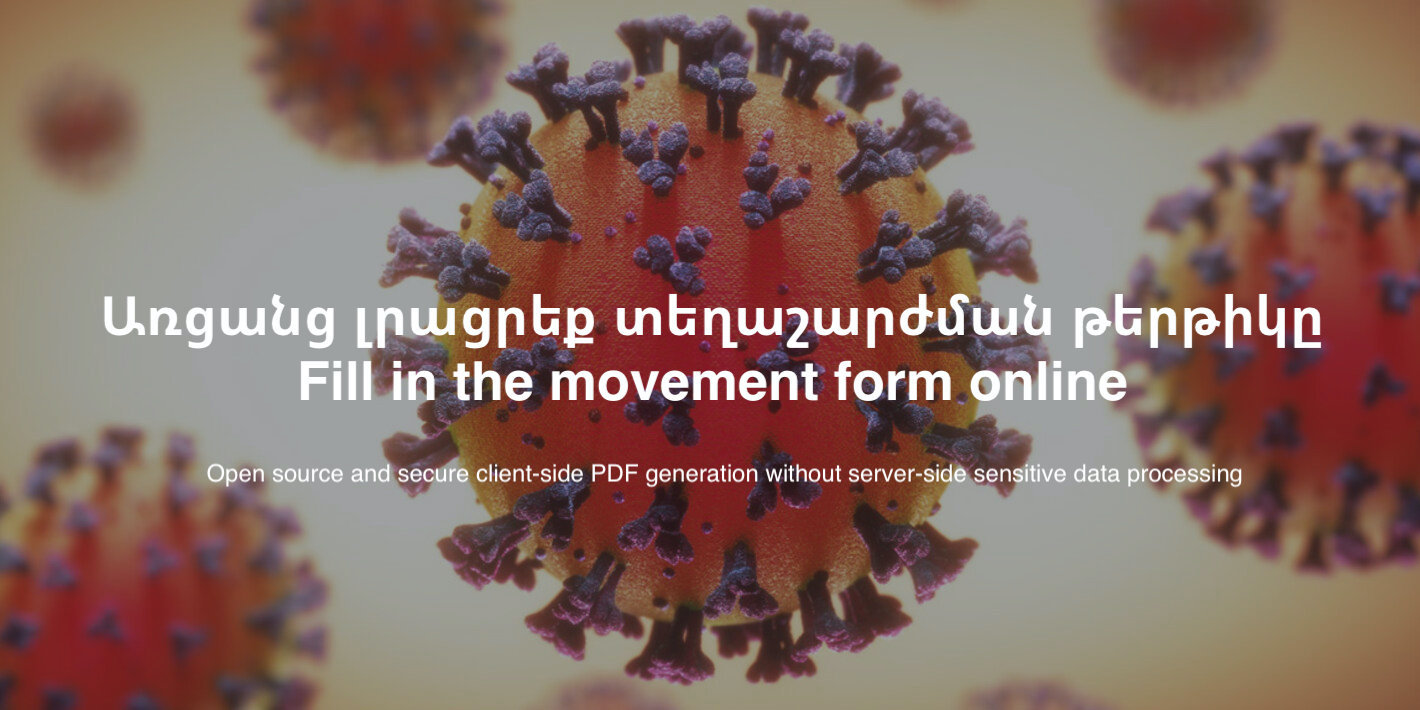 Առցանց լրացրեք տեղաշարժման թերթիկը
Fill in the movement form online
Open source and secure client-side PDF generation without server-side sensitive data processing